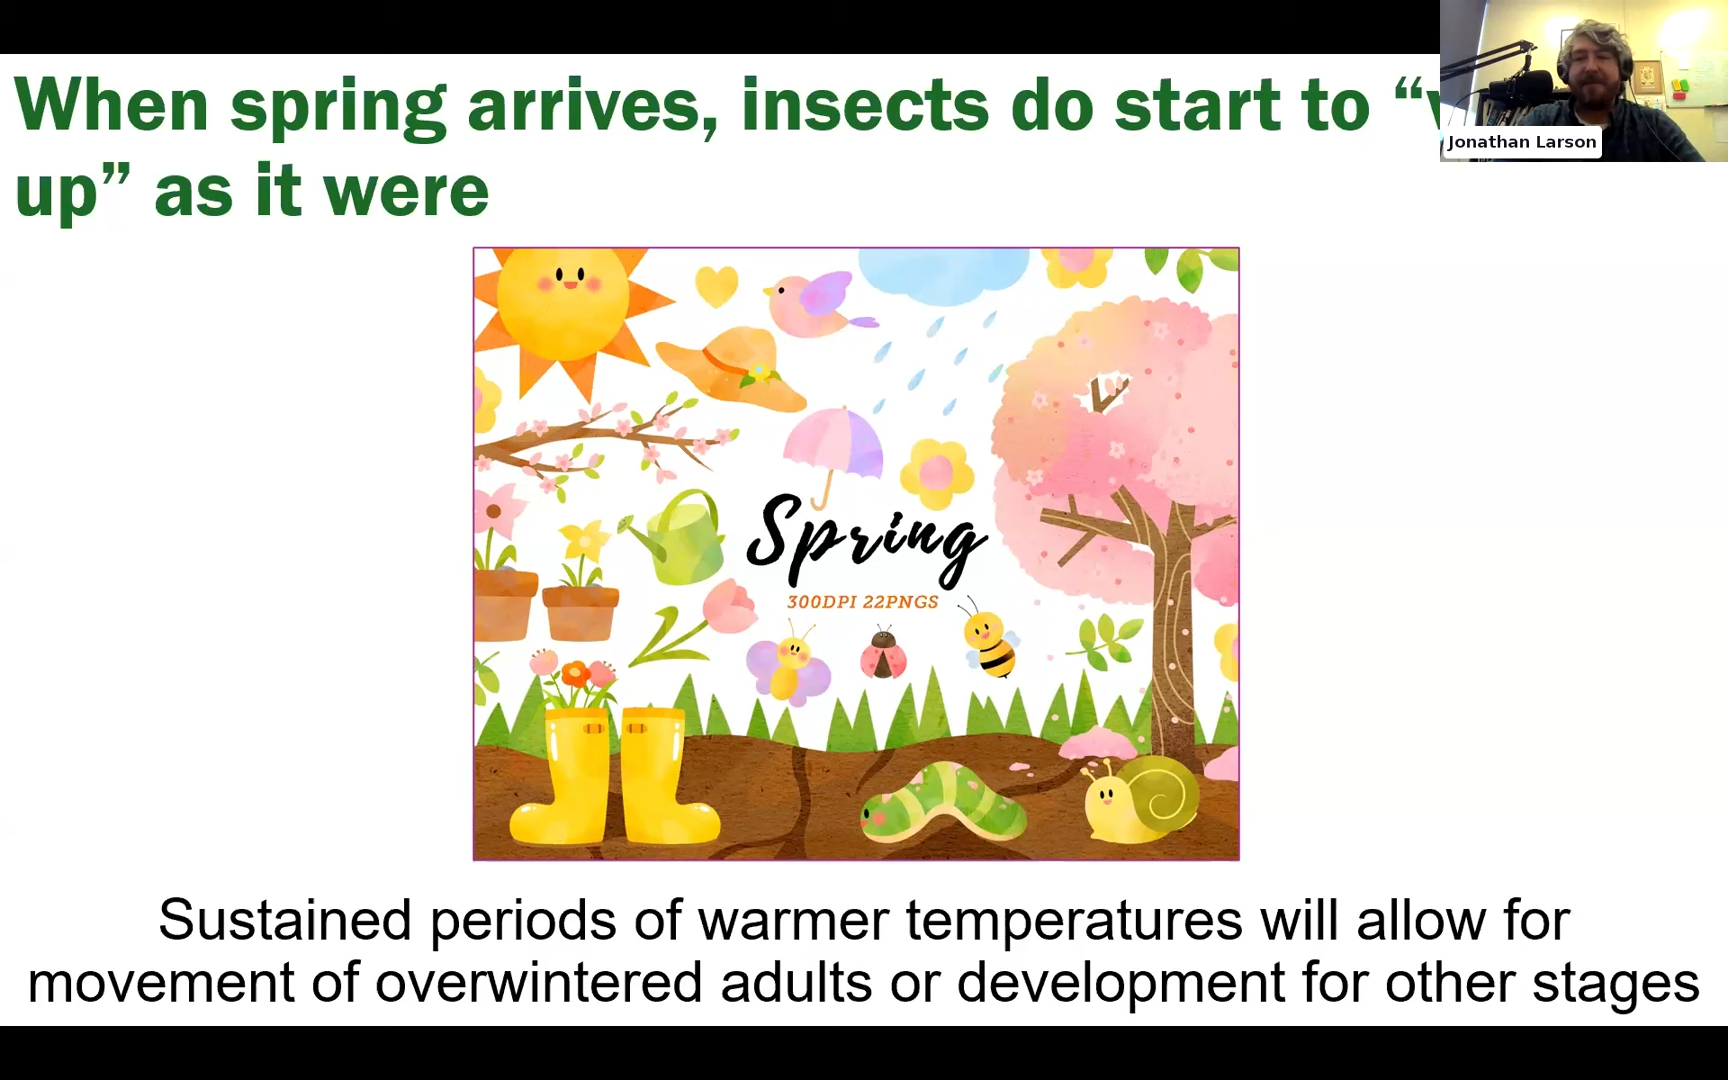 When spring arrives, insects do start to “
up” as it were
Jonathan Larson
Spring
300DPI 22PNGS
Sustained periods of warmer temperatures will allow for
movement of overwintered adults or development for other stages